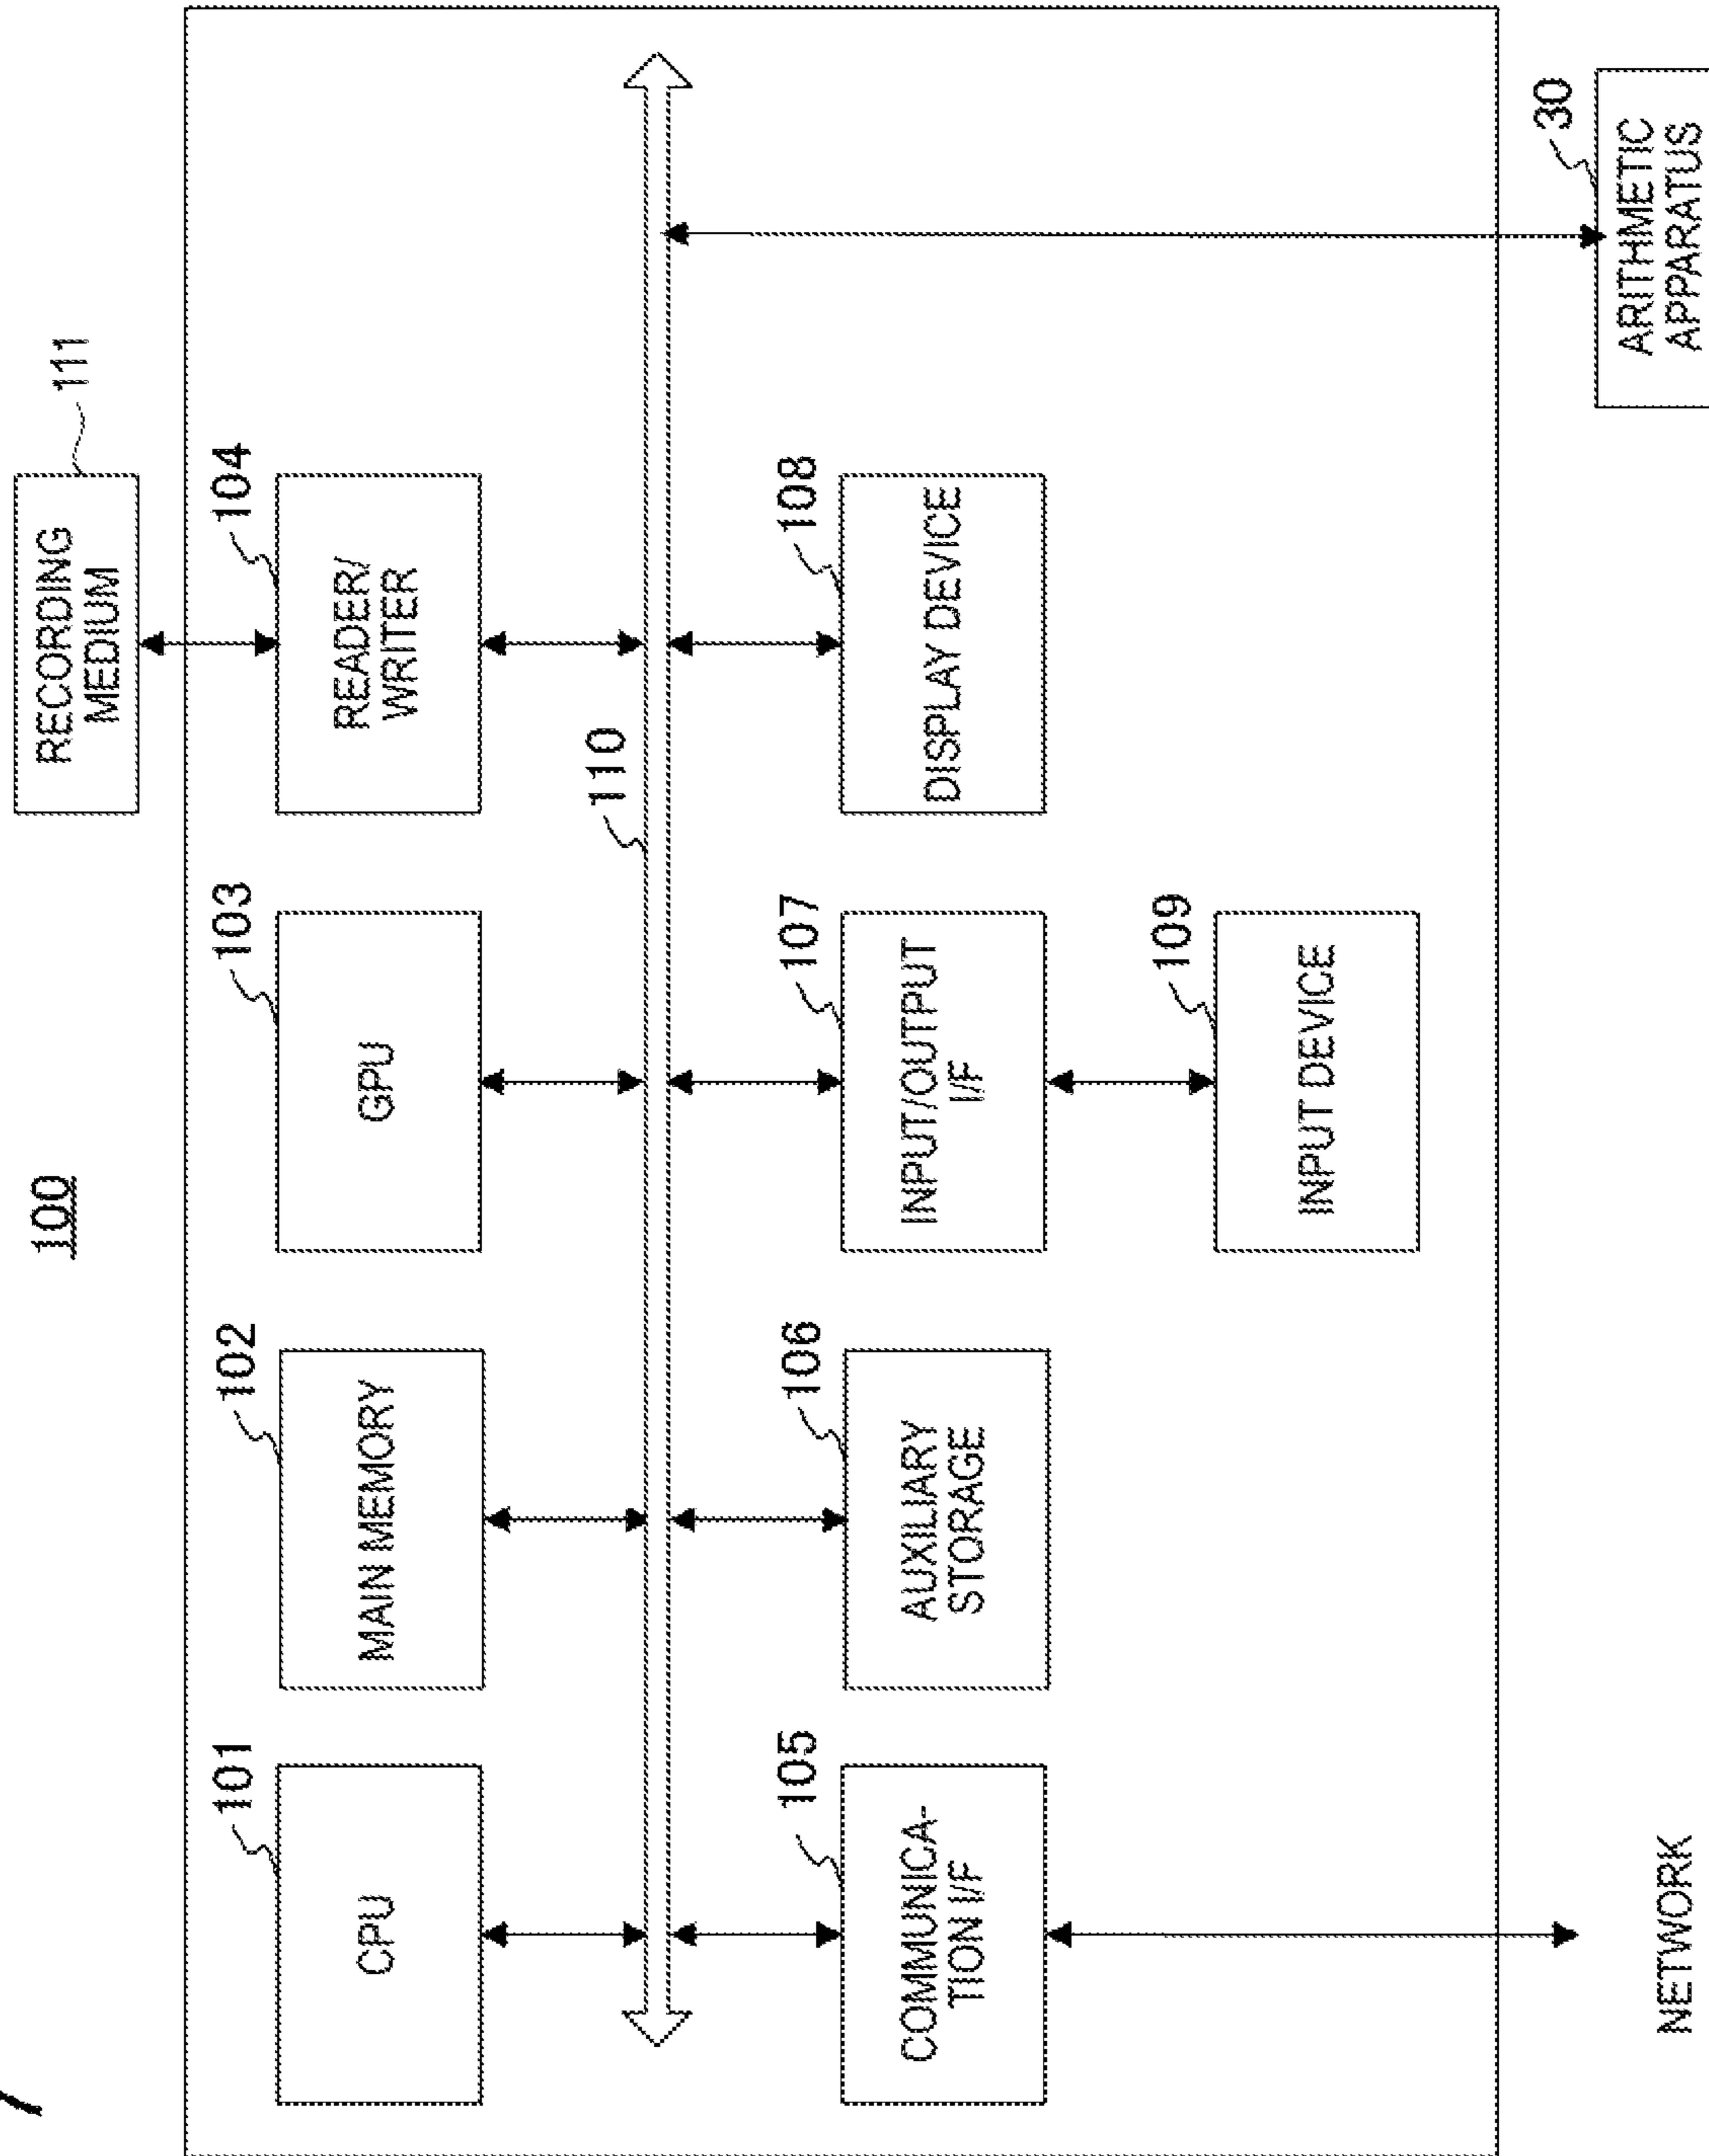 100
RECORDING
MEDIUM
111
101
CPU
102
MAIN MEMORY
103
GPU
104
READER/
WRITER
110
105
COMMUNICA-
TION I/F
106
AUXILIARY
STORAGE
107
INPUT/OUTPUT
I/F
108
DISPLAY DEVICE
109
INPUT DEVICE
NETWORK
30
ARITHMETIC
APPARATUS